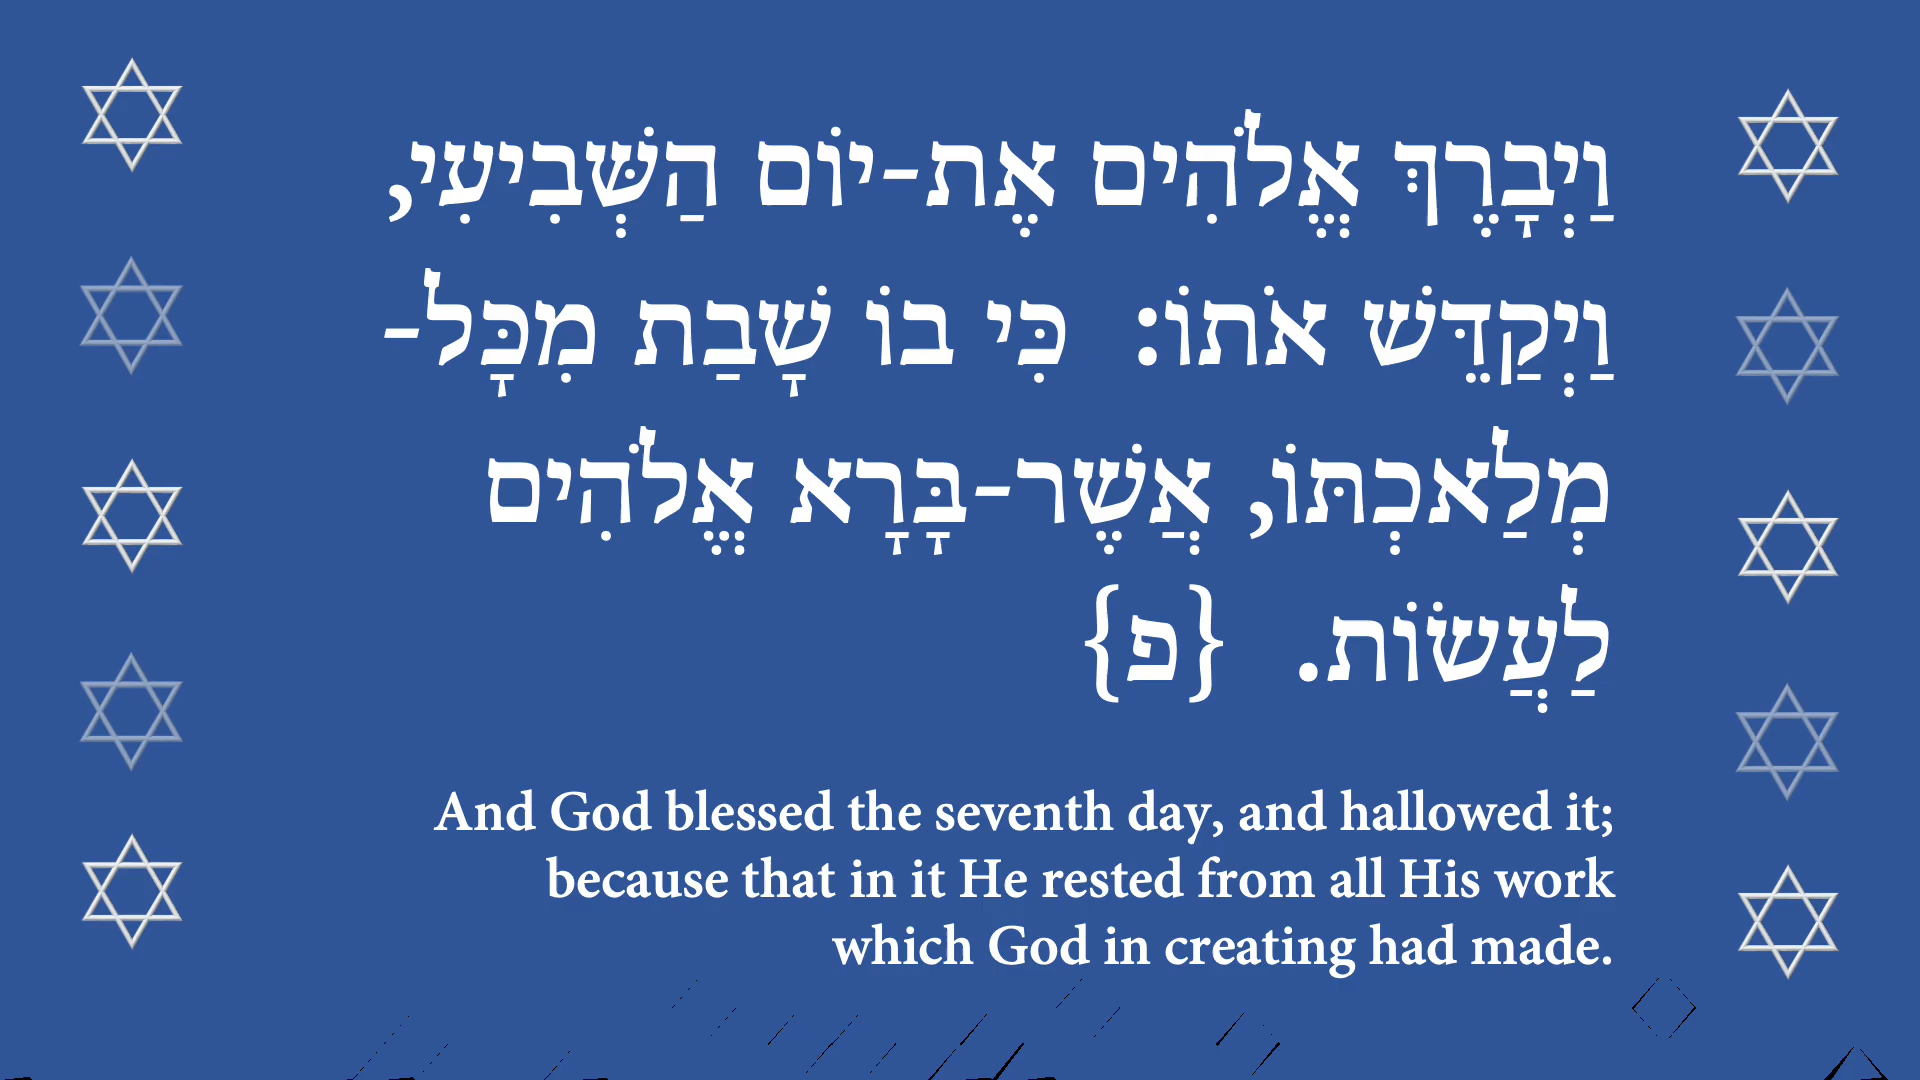 וַיְבָרֶךְ אֱלֹהִים אֶת-יוֹם הַשְּׁבִיעִי,
וַיְקַדֵּשׁ אֹתוֹ: כִּי בוֹ שָׁבַת מִכָּל-
מְלַאכְתּוֹ, אֲשֶׁר-בָּרָא אֱלֹהִים
לַעֲשׂוֹת. {פ}
And God blessed the seventh day, and hallowed it;
because that in it He rested from all His work
which God in creating had made.